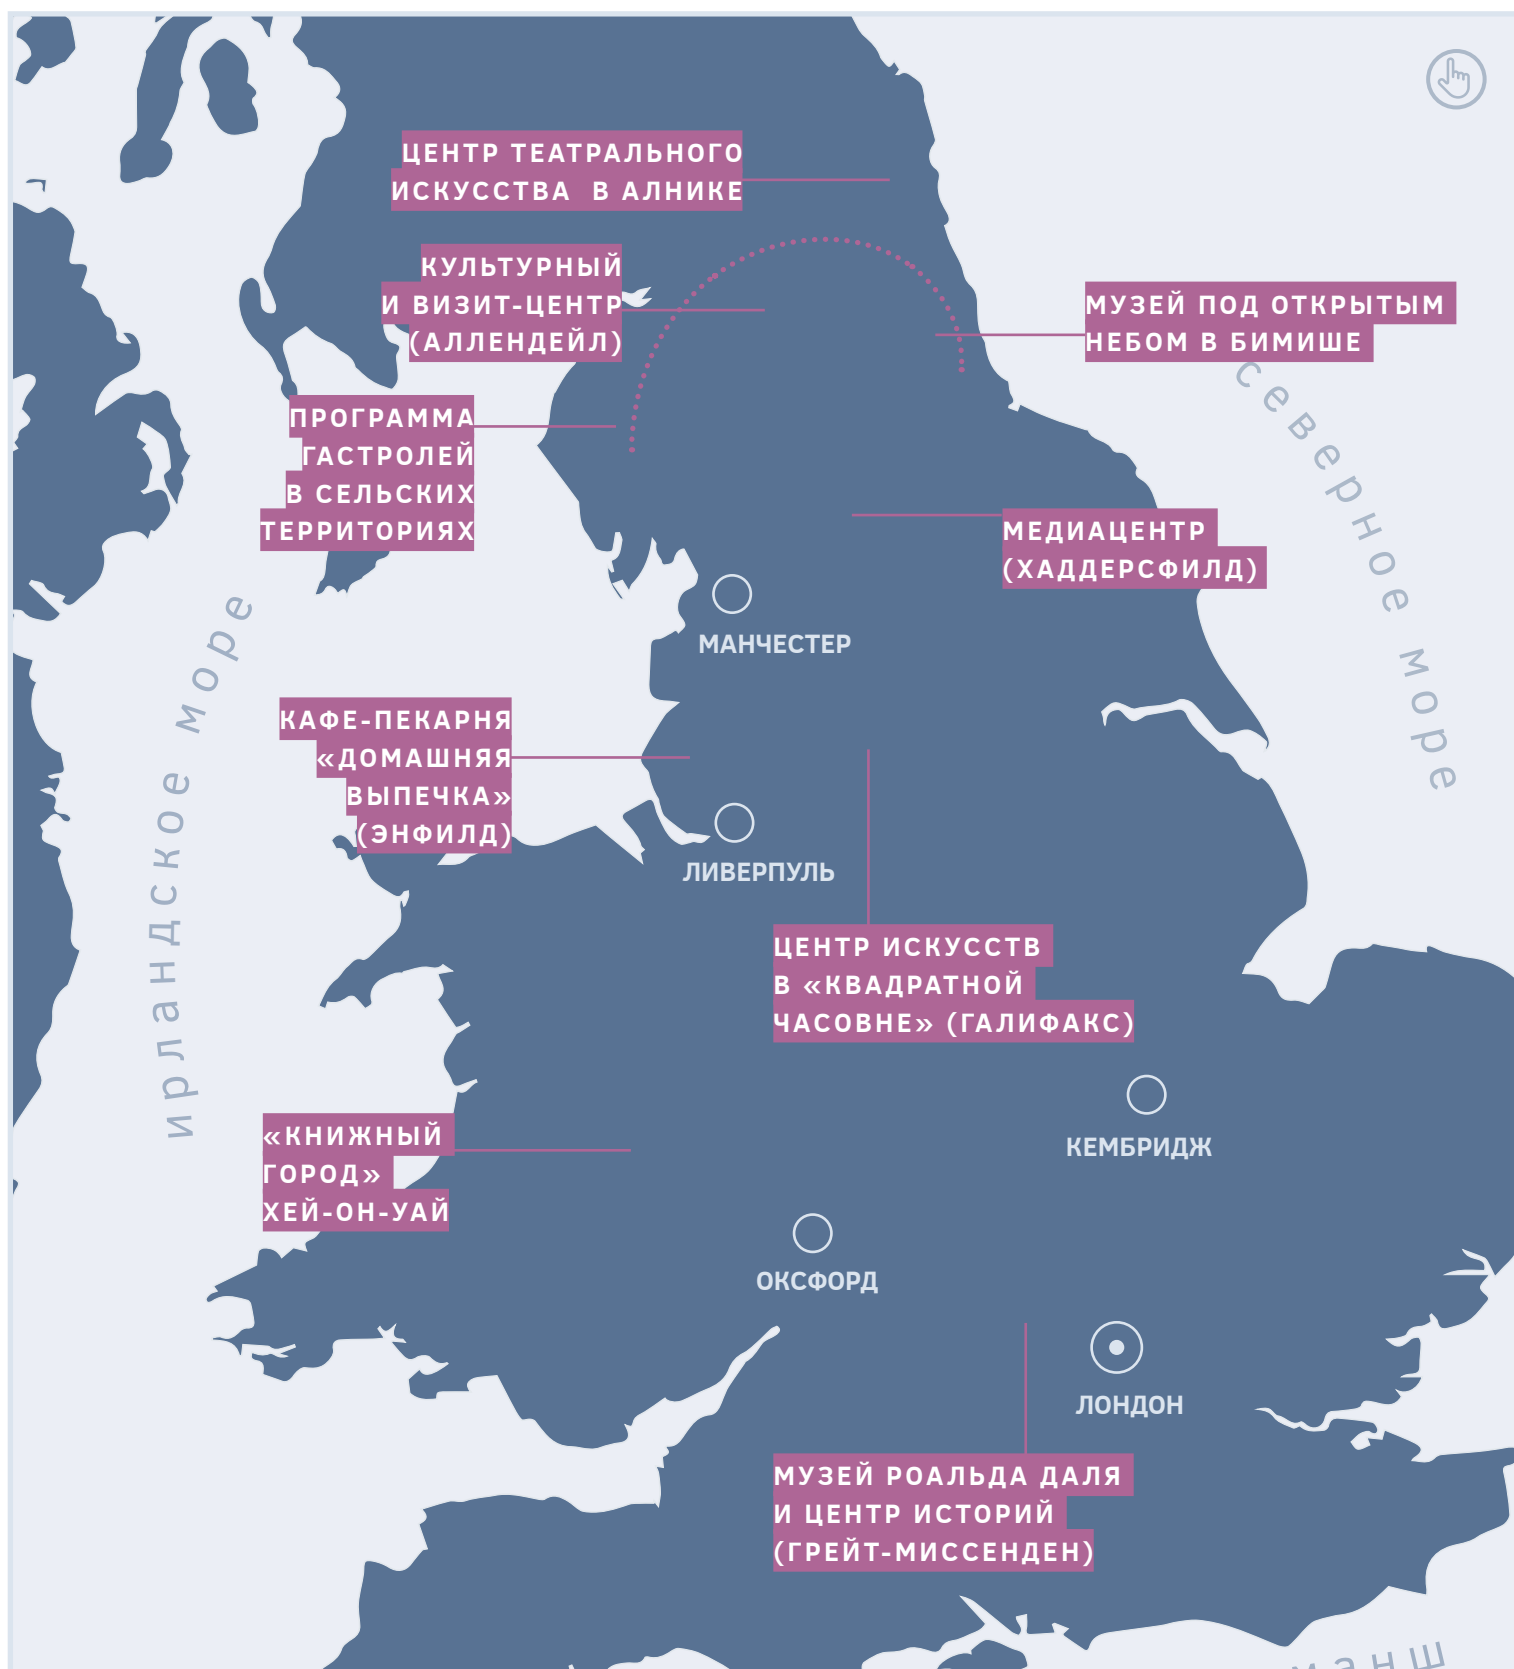 ЦЕНТР ТЕАТРАЛЬНОГО
ИСКУССТВА В АЛНИКЕ
КУЛЬТУРНЫЙ
И ВИЗИТ-ЦЕНТР
(АЛЛЕНДЕЙЛ)
МУЗЕЙ ПОД ОТКРЫТЫМ
НЕБОМ В БИМИШЕ
северное море
ПРОГРАММА
ГАСТРОЛЕЙ
В СЕЛЬСКИХ
ТЕРРИТОРИЯХ
МЕДИАЦЕНТР
(ХАДДЕРСФИЛД)
МАНЧЕСТЕР
ирландское море
КАФЕ-ПЕКАРНЯ
«ДОМАШНЯЯ
ВЫПЕЧКА»
(ЭНФИЛД)
ЛИВЕРПУЛЬ
ЦЕНТР ИСКУССТВ
В «КВАДРАТНОЙ
ЧАСОВНЕ» (ГАЛИФАКС)
КЕМБРИДЖ
«КНИЖНЫЙ
ГОРОД»
ХЕЙ-ОН-УАЙ
ОКСФОРД
ЛОНДОН
МУЗЕЙ РОАЛЬДА ДАЛЯ
И ЦЕНТР ИСТОРИЙ
(ГРЕЙТ-МИССЕНДЕН)